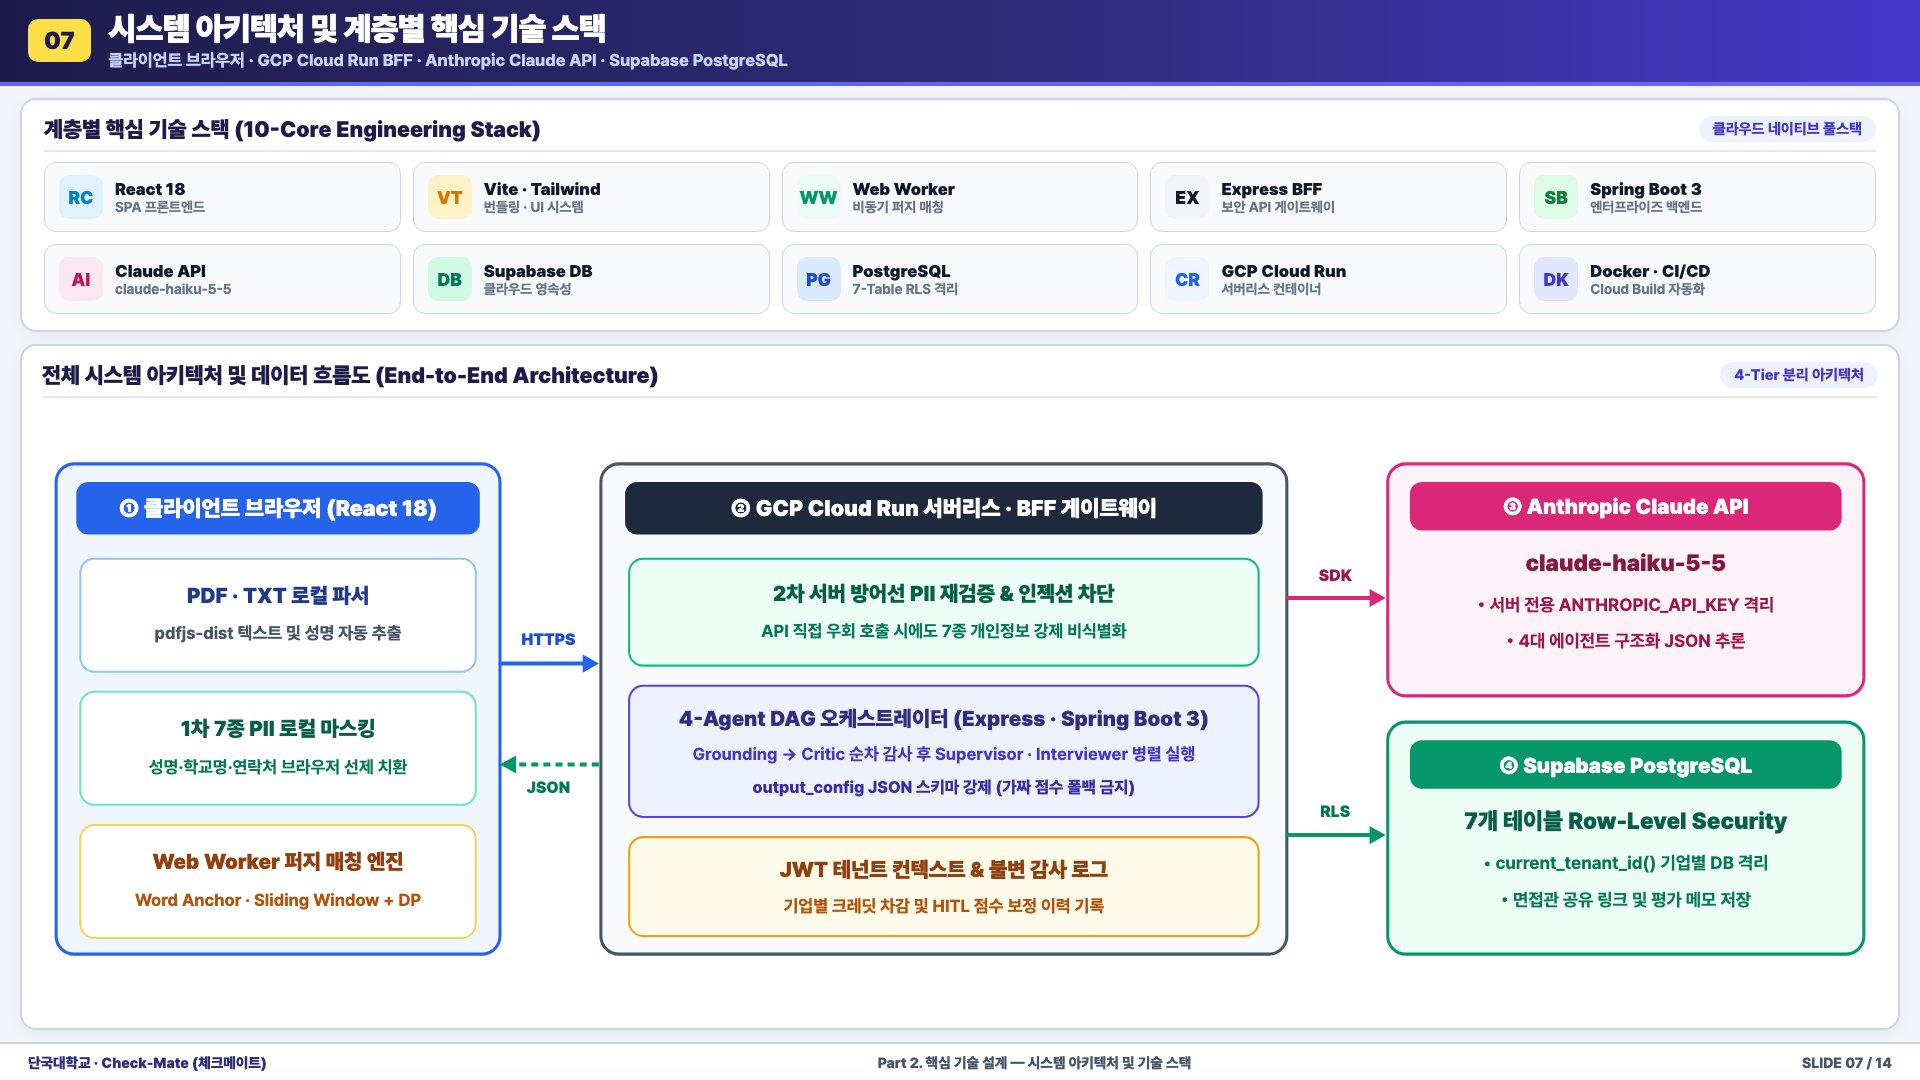 07
시스템 아키텍처 및 계층별 핵심 기술 스택
클라이언트 브라우저 · GCP Cloud Run BFF · Anthropic Claude API · Supabase PostgreSQL
계층별 핵심 기술 스택 (10-Core Engineering Stack)
클라우드 네이티브 풀스택
RC
React 18
SPA 프론트엔드
VT
Vite · Tailwind
번들링 · UI 시스템
WW
Web Worker
비동기 퍼지 매칭
EX
Express BFF
보안 API 게이트웨이
SB
Spring Boot 3
엔터프라이즈 백엔드
AI
Claude API
claude-haiku-5-5
DB
Supabase DB
클라우드 영속성
PG
PostgreSQL
7-Table RLS 격리
CR
GCP Cloud Run
서버리스 컨테이너
DK
Docker · CI/CD
Cloud Build 자동화
전체 시스템 아키텍처 및 데이터 흐름도 (End-to-End Architecture)
4-Tier 분리 아키텍처
① 클라이언트 브라우저 (React 18)
PDF · TXT 로컬 파서
pdfjs-dist 텍스트 및 성명 자동 추출
1차 7종 PII 로컬 마스킹
성명·학교명·연락처 브라우저 선제 치환
Web Worker 퍼지 매칭 엔진
Word Anchor · Sliding Window + DP
HTTPS
JSON
② GCP Cloud Run 서버리스 · BFF 게이트웨이
2차 서버 방어선 PII 재검증 & 인젝션 차단
API 직접 우회 호출 시에도 7종 개인정보 강제 비식별화
4-Agent DAG 오케스트레이터 (Express · Spring Boot 3)
Grounding → Critic 순차 감사 후 Supervisor · Interviewer 병렬 실행
output_config JSON 스키마 강제 (가짜 점수 폴백 금지)
JWT 테넌트 컨텍스트 & 불변 감사 로그
기업별 크레딧 차감 및 HITL 점수 보정 이력 기록
SDK
RLS
③ Anthropic Claude API
claude-haiku-5-5
• 서버 전용 ANTHROPIC_API_KEY 격리
• 4대 에이전트 구조화 JSON 추론
④ Supabase PostgreSQL
7개 테이블 Row-Level Security
• current_tenant_id() 기업별 DB 격리
• 면접관 공유 링크 및 평가 메모 저장
단국대학교 · Check-Mate (체크메이트)
Part 2. 핵심 기술 설계 — 시스템 아키텍처 및 기술 스택
SLIDE 07 / 14